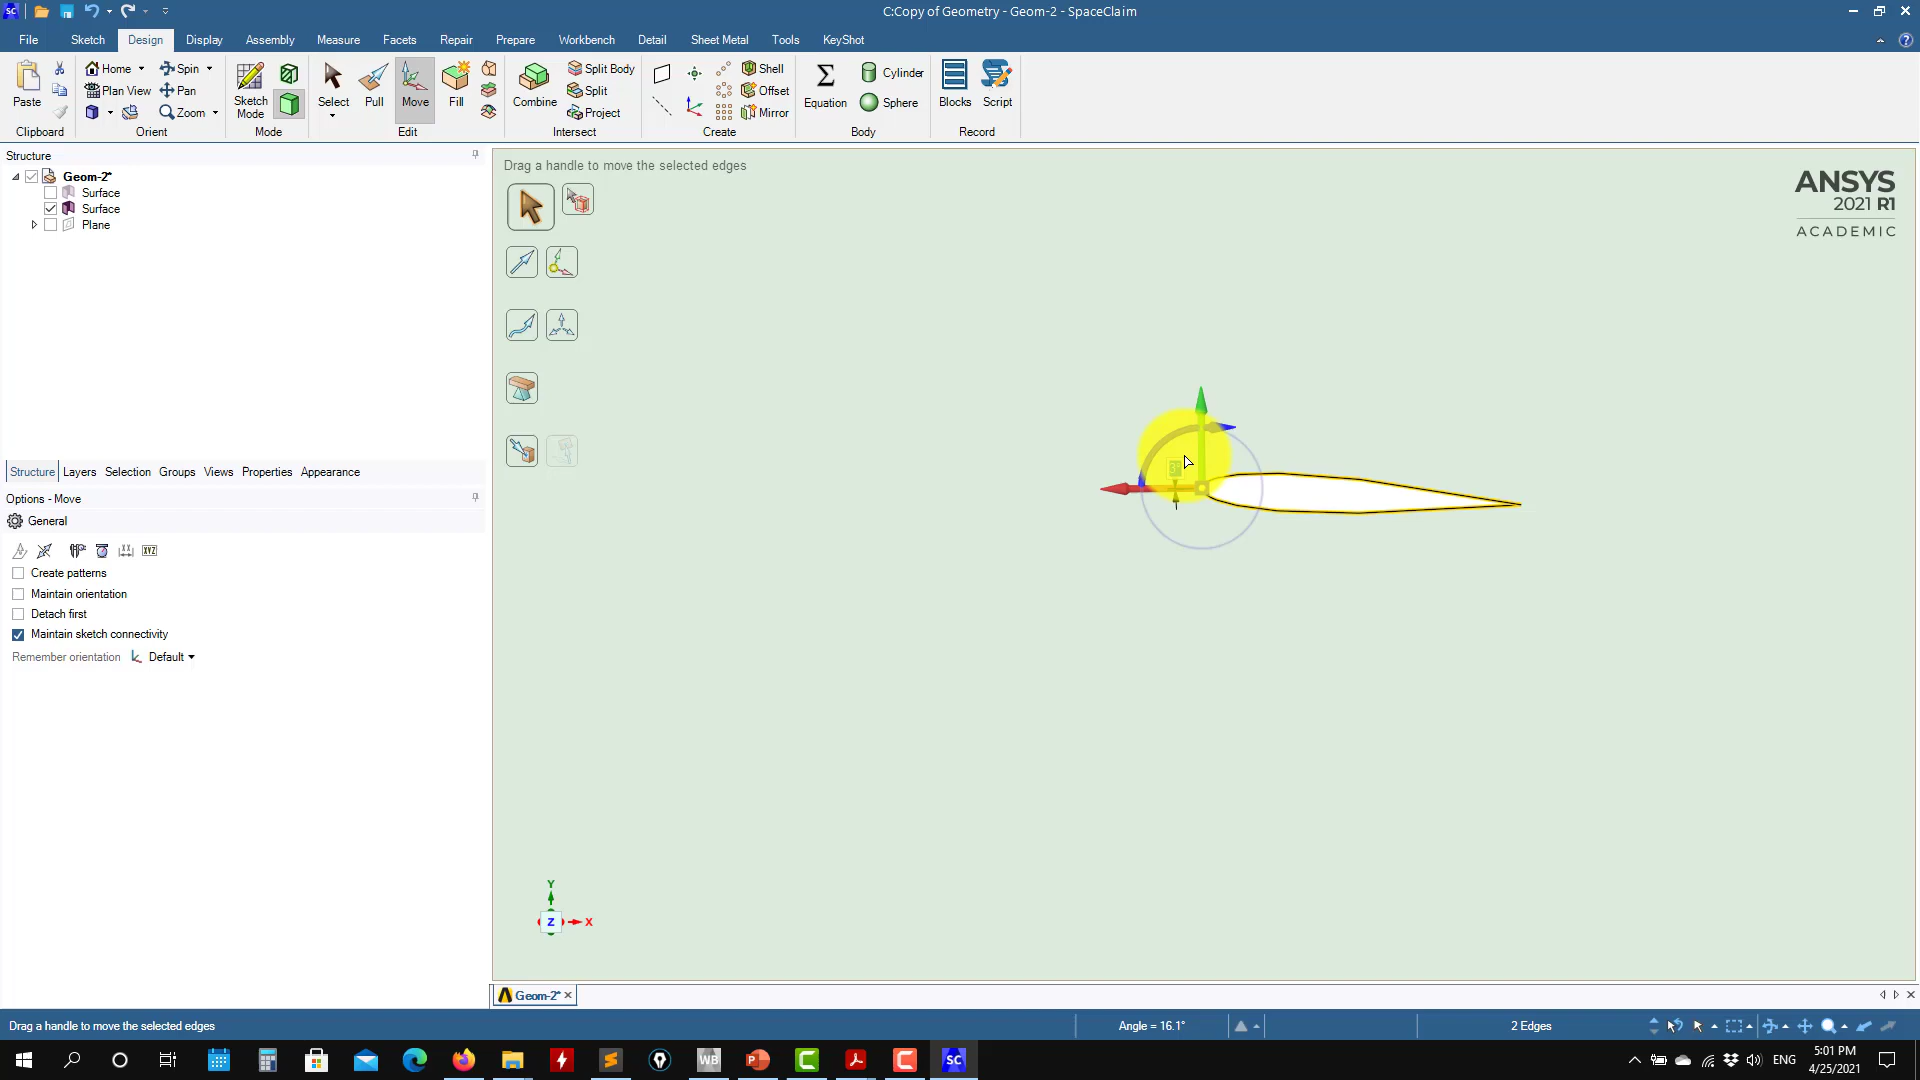 C:Copy of Geometry - Geom-2 - SpaceClaim
File Sketch Design Display Assembly Measure Facets Repair Prepare Workbench Detail Sheet Metal Tools KeyShot
Paste
Clipboard
Home
Plan View
Spin
Pan
Zoom
Orient
Sketch Mode
Mode
Select
Pull
Move
Fill
Edit
Combine
Split Body
Split
Project
Intersect
Shell
Offset
Mirror
Create
Equation
Cylinder
Sphere
Body
Blocks
Script
Record
Structure
Geom-2*
Surface
Surface
Plane
Structure Layers Selection Groups Views Properties Appearance
Options - Move
General
Create patterns
Maintain orientation
Detach first
Maintain sketch connectivity
Remember orientation Default
Drag a handle to move the selected edges
ANSYS
2021 R1
ACADEMIC
Y
Z
X
Geom-2*
Drag a handle to move the selected edges
Angle = 16.1°
2 Edges
ENG
5:01 PM
4/25/2021